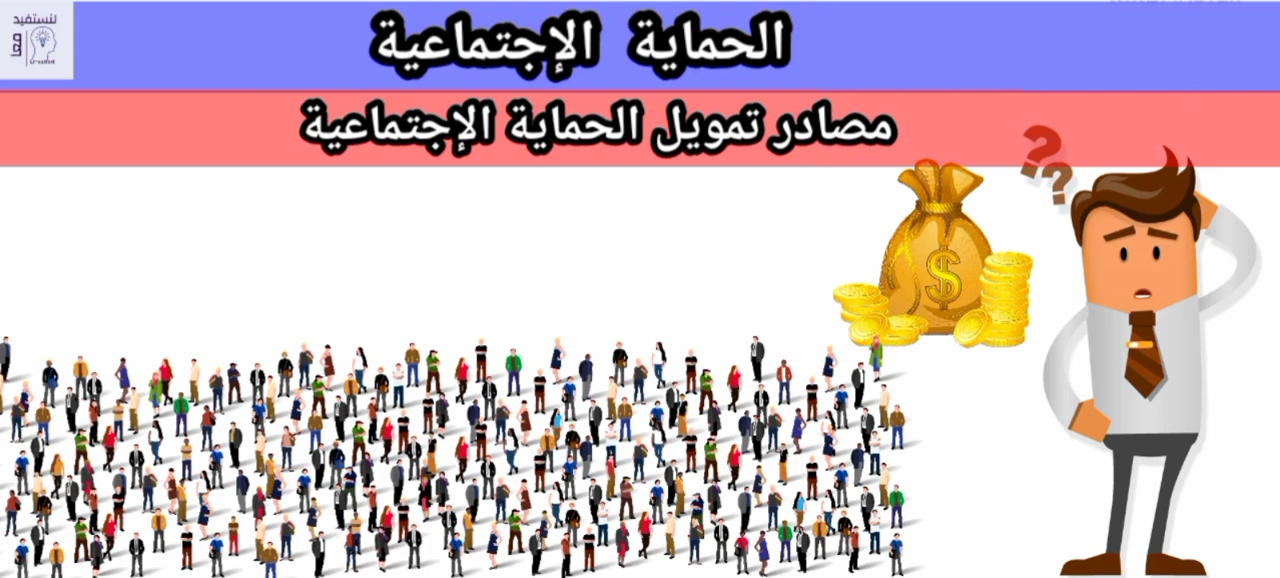 لنستفيد
معا
الحماية الإجتماعية
مصادر تمويل الحماية الإجتماعية
??
$